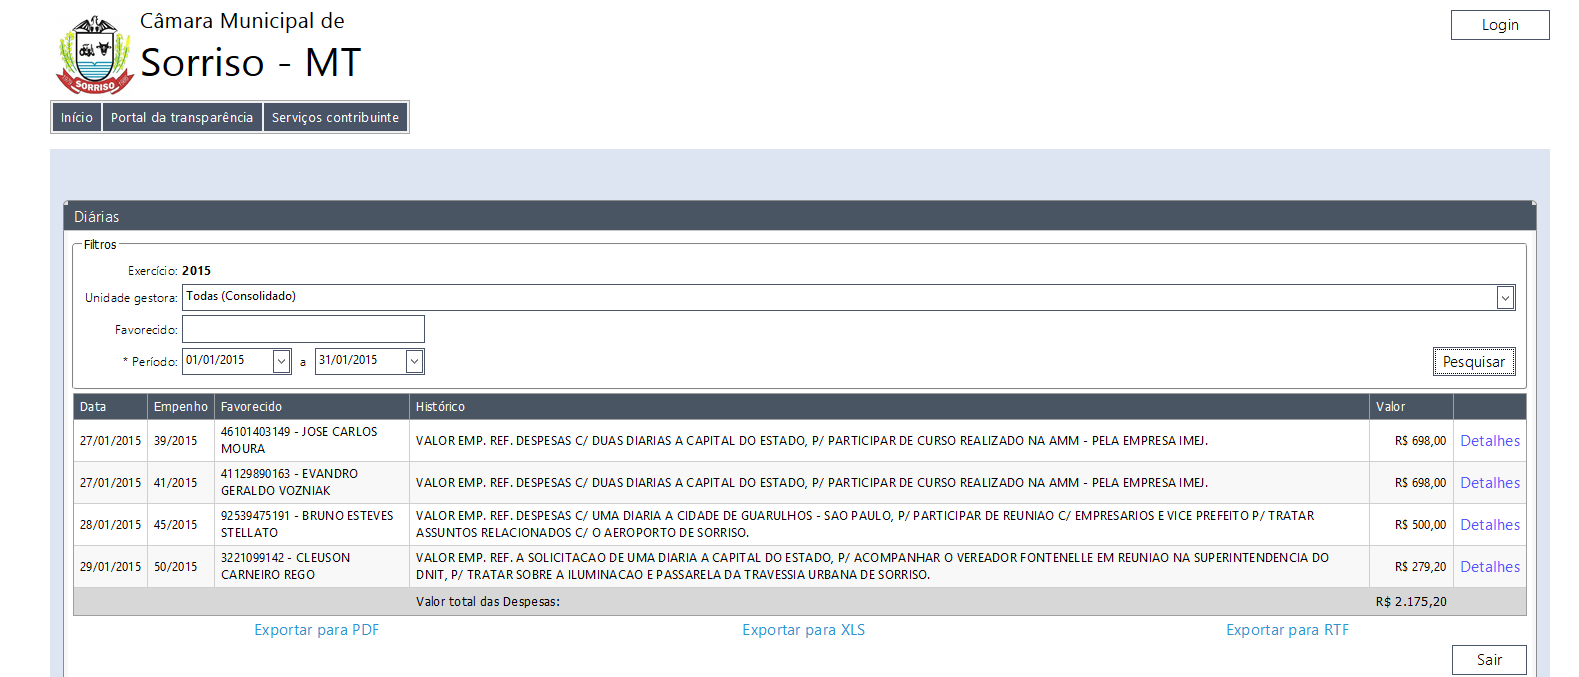 Câmara Municipal de
Sorriso - MT
Login
SORRISO
Início Portal da transparência Serviços contribuinte
Diárias
Filtros
Exercício: 2015
Unidade gestora: Todas (Consolidado)
Favorecido:
* Período: 01/01/2015 a 31/01/2015 Pesquisar
Data Empenho Favorecido Histórico Valor
27/01/2015 39/2015 46101403149 - JOSE CARLOS MOURA VALOR EMP. REF. DESPESAS C/ DUAS DIARIAS A CAPITAL DO ESTADO, P/ PARTICIPAR DE CURSO REALIZADO NA AMM - PELA EMPRESA IMEJ. R$ 698,00 Detalhes
27/01/2015 41/2015 41129890163 - EVANDRO GERALDO VOZNIAK VALOR EMP. REF. DESPESAS C/ DUAS DIARIAS A CAPITAL DO ESTADO, P/ PARTICIPAR DE CURSO REALIZADO NA AMM - PELA EMPRESA IMEJ. R$ 698,00 Detalhes
28/01/2015 45/2015 92539475191 - BRUNO ESTEVES STELLATO VALOR EMP. REF. DESPESAS C/ UMA DIARIA A CIDADE DE GUARULHOS - SAO PAULO, P/ PARTICIPAR DE REUNIAO C/ EMPRESARIOS E VICE PREFEITO P/ TRATAR ASSUNTOS RELACIONADOS C/ O AEROPORTO DE SORRISO. R$ 500,00 Detalhes
29/01/2015 50/2015 3221099142 - CLEUSON CARNEIRO REGO VALOR EMP. REF. A SOLICITACAO DE UMA DIARIA A CAPITAL DO ESTADO, P/ ACOMPANHAR O VEREADOR FONTENELLE EM REUNIAO NA SUPERINTENDENCIA DO DNIT, P/ TRATAR SOBRE A ILUMINACAO E PASSARELA DA TRAVESSIA URBANA DE SORRISO. R$ 279,20 Detalhes
Valor total das Despesas: R$ 2.175,20
Exportar para PDF Exportar para XLS Exportar para RTF
Sair